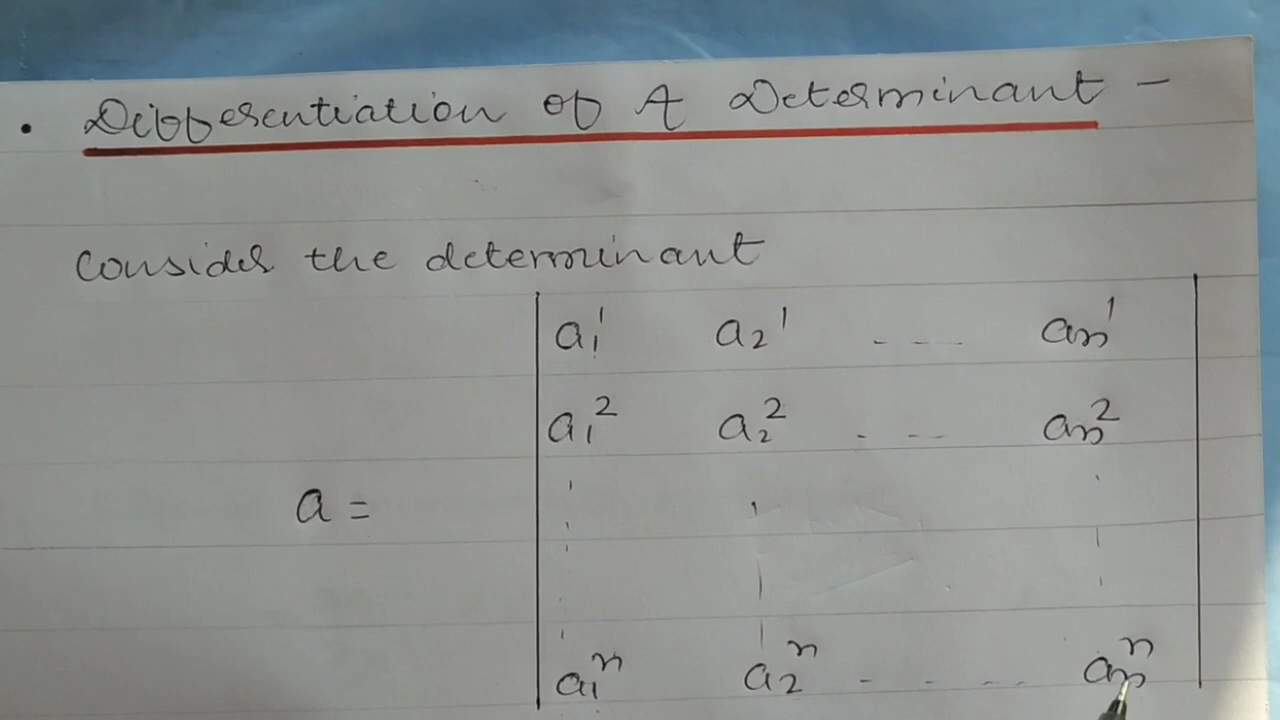 • Differentiation of A Determinant -
Consider the determinant
a₁¹ a₂¹ - - - aₙ¹
a₁² a₂² - - - aₙ²
a =
a₁ⁿ a₂ⁿ - - - - aₙⁿ